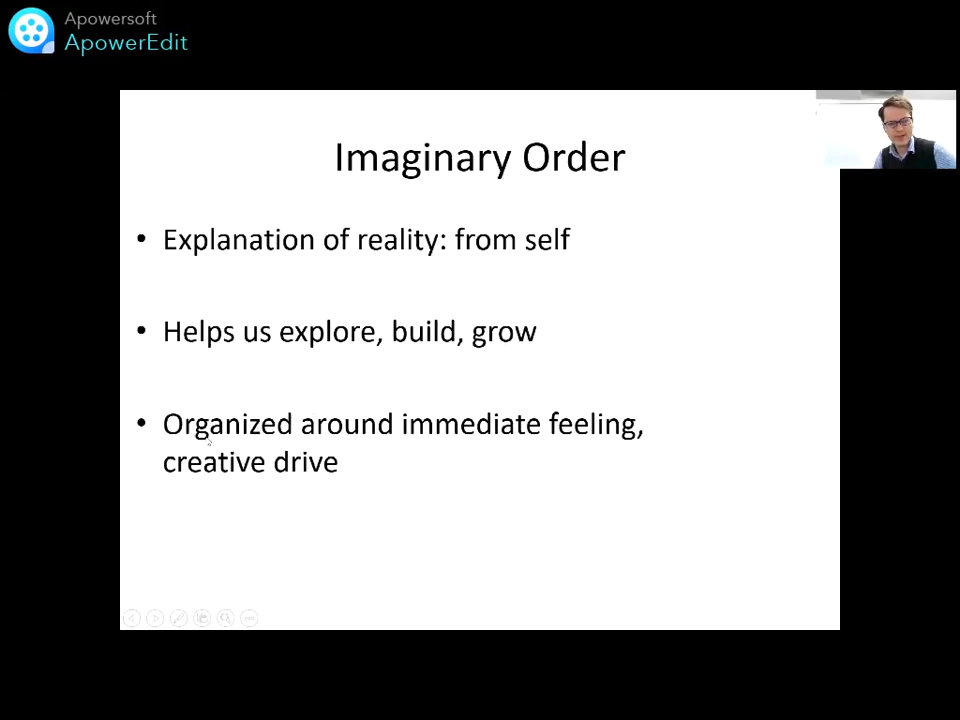 Apowersoft
ApowerEdit
Imaginary Order
• Explanation of reality: from self
• Helps us explore, build, grow
• Organized around immediate feeling,
creative drive